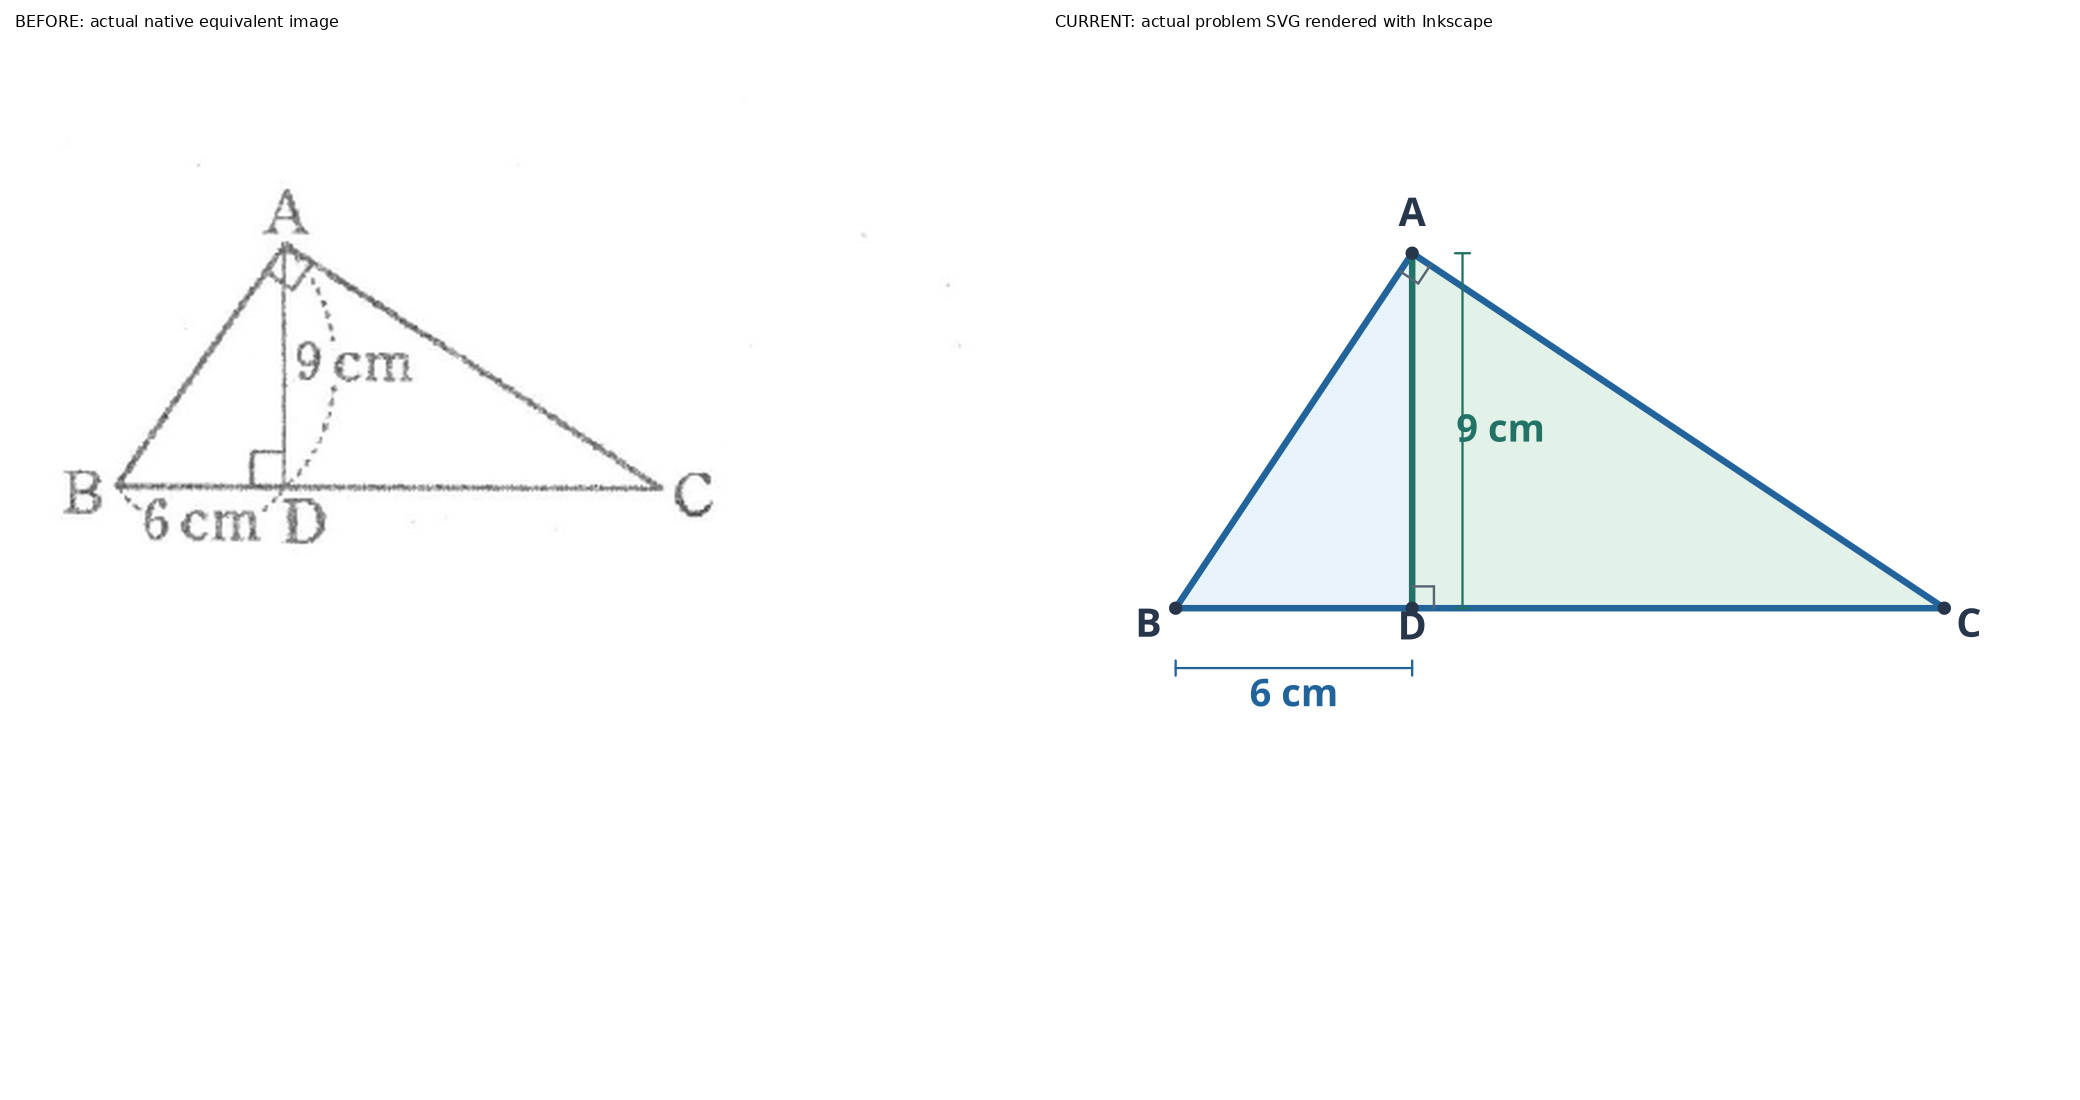 BEFORE: actual native equivalent image
A
9 cm
B
6 cm
D
C
CURRENT: actual problem SVG rendered with Inkscape
A
9 cm
B
D
C
6 cm